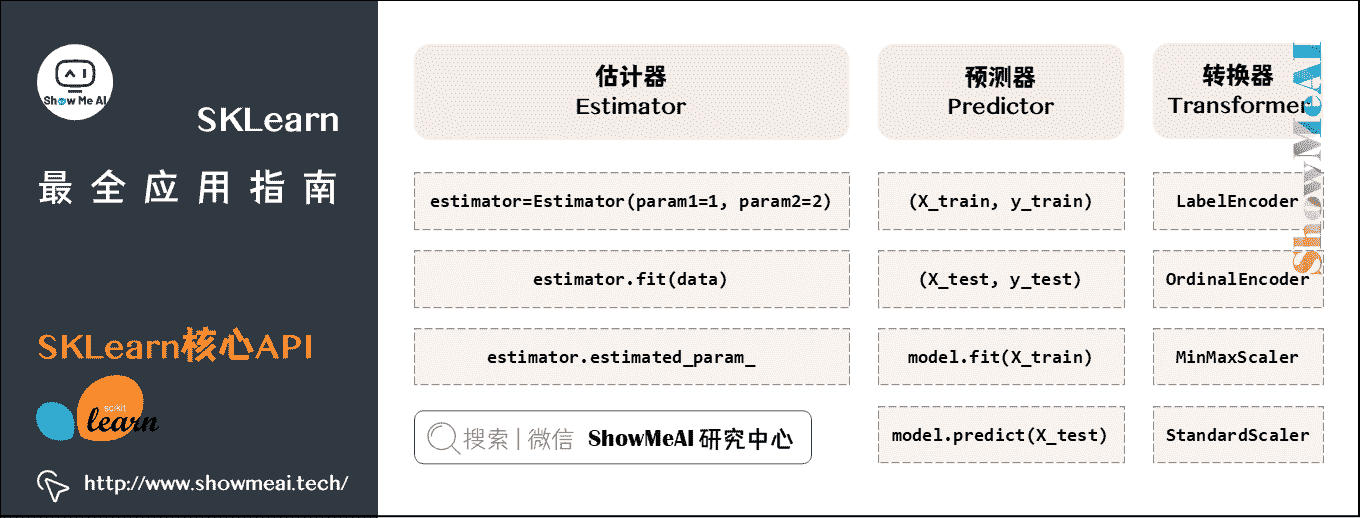 Show Me AI
SKLearn
最全应用指南
SKLearn核心API
scikit
learn
http://www.showmeai.tech/
估计器
Estimator
estimator=Estimator(param1=1, param2=2)
estimator.fit(data)
estimator.estimated_param_
搜索 | 微信 ShowMeAI 研究中心
预测器
Predictor
(X_train, y_train)
(X_test, y_test)
model.fit(X_train)
model.predict(X_test)
转换器
Transformer
LabelEncoder
OrdinalEncoder
MinMaxScaler
StandardScaler
ShowMeAI